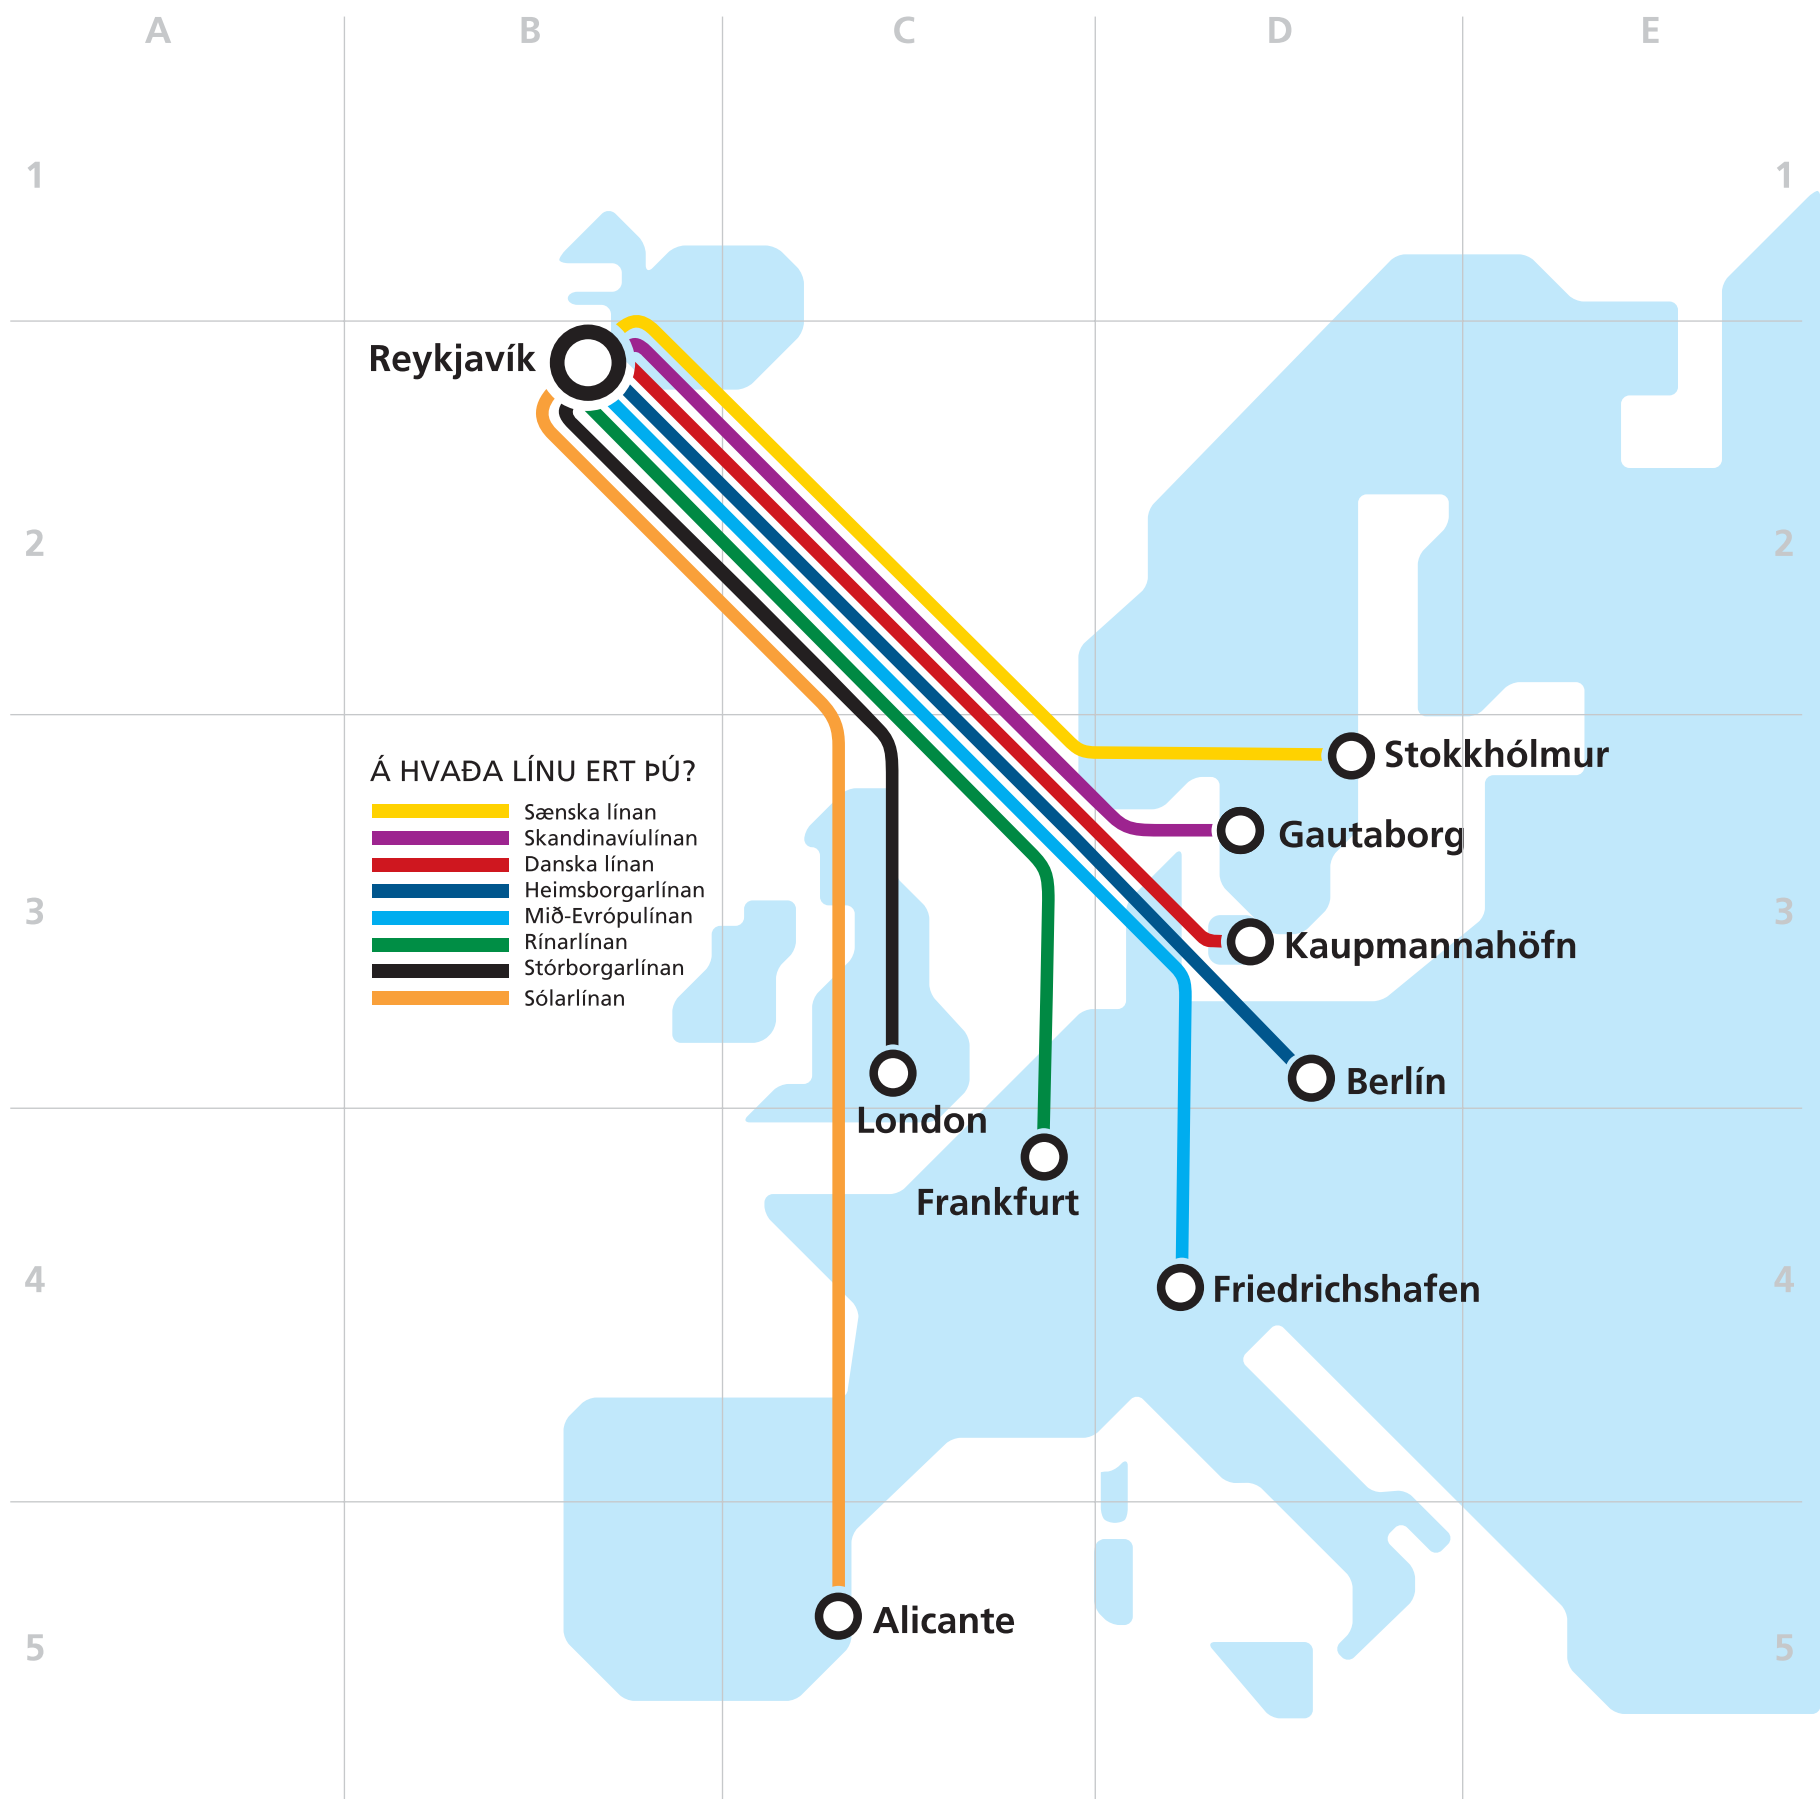 A B C D E
1 1
Reykjavík
2 2
Stokkhólmur
Á HVAÐA LÍNU ERT ÞÚ?
Sænska línan
Skandinavíulínan
Danska línan
Heimsborgarlínan
Mið-Evrópulínan
Rínarlínan
Stórborgarlínan
Sólarlínan
Gautaborg
3 3
Kaupmannahöfn
Berlín
London
Frankfurt
4 4
Friedrichshafen
Alicante
5 5